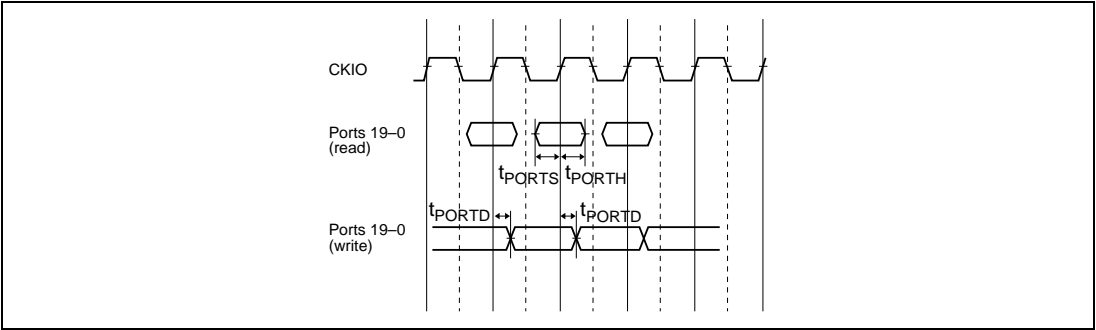 CKIO
Ports 19–0
(read)
tPORTS tPORTH
tPORTD tPORTD
Ports 19–0
(write)